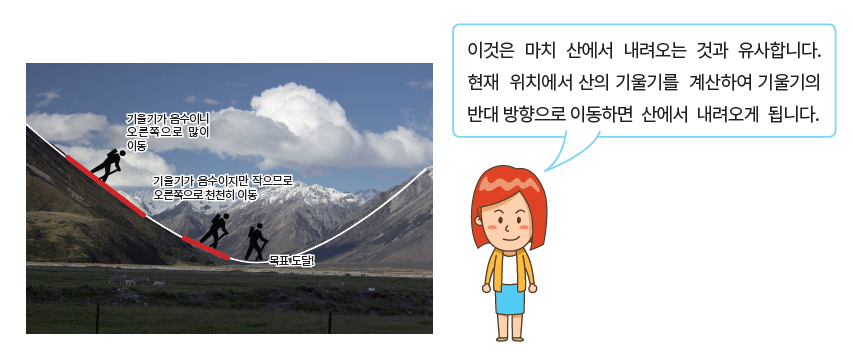 기울기가 음수이니
오른쪽으로 많이
이동
기울기가 음수이지만 작으므로
오른쪽으로 천천히 이동
목표 도달!
이것은 마치 산에서 내려오는 것과 유사합니다.
현재 위치에서 산의 기울기를 계산하여 기울기의
반대 방향으로 이동하면 산에서 내려오게 됩니다.